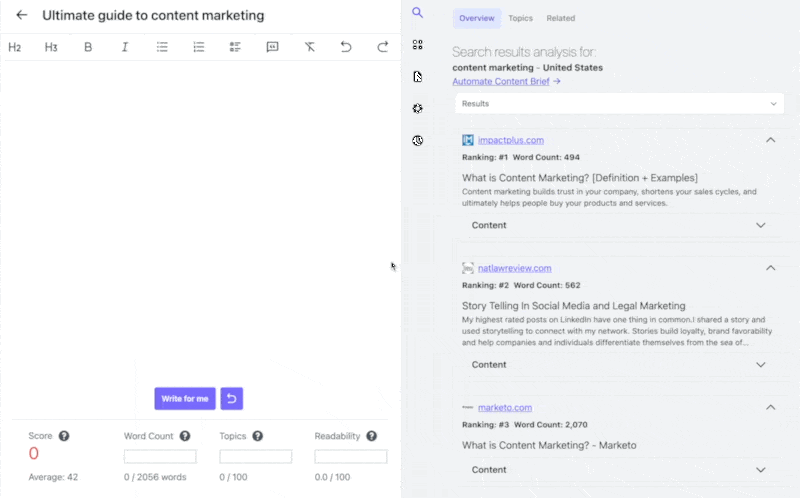 Ultimate guide to content marketing
H2 H3 B I
Write for me
Score ?
0
Average: 42
Word Count ?
0 / 2056 words
Topics ?
0 / 100
Readability ?
0.0 / 100
Overview Topics Related
Search results analysis for:
content marketing - United States
Automate Content Brief →
Results
impactplus.com
Ranking: #1 Word Count: 494
What is Content Marketing? [Definition + Examples]
Content marketing builds trust in your company, shortens your sales cycles, and
ultimately helps people buy your products and services.
Content
natlawreview.com
Ranking: #2 Word Count: 562
Story Telling In Social Media and Legal Marketing
My highest rated posts on LinkedIn have one thing in common.I shared a story and
used storytelling to connect with my network. Stories build loyalty, brand favorability
and help companies and individuals differentiate themselves from the sea of...
Content
marketo.com
Ranking: #3 Word Count: 2,070
What is Content Marketing? - Marketo
Content